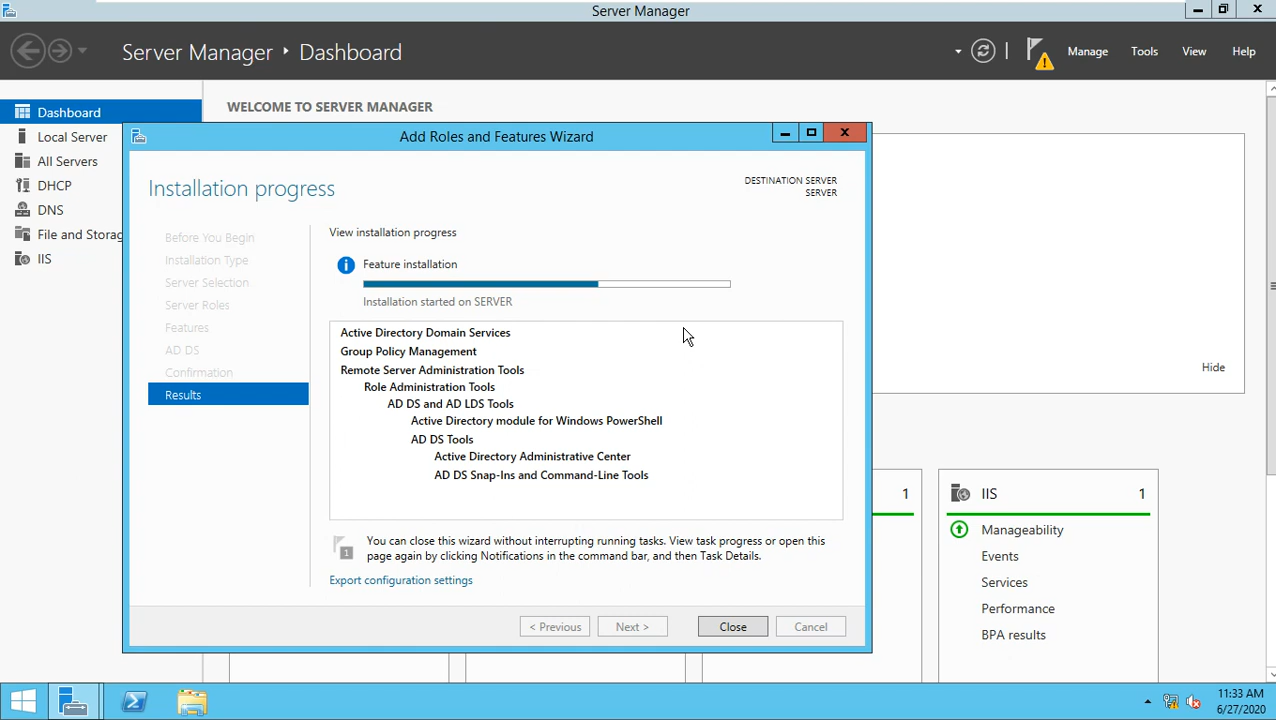 Server Manager
Server Manager • Dashboard
Manage
Tools
View
Help
Dashboard
Local Server
All Servers
DHCP
DNS
File and Storag
IIS
WELCOME TO SERVER MANAGER
Add Roles and Features Wizard
Installation progress
DESTINATION SERVER
SERVER
Before You Begin
Installation Type
Server Selection
Server Roles
Features
AD DS
Confirmation
Results
View installation progress
Feature installation
Installation started on SERVER
Active Directory Domain Services
Group Policy Management
Remote Server Administration Tools
Role Administration Tools
AD DS and AD LDS Tools
Active Directory module for Windows PowerShell
AD DS Tools
Active Directory Administrative Center
AD DS Snap-Ins and Command-Line Tools
1
You can close this wizard without interrupting running tasks. View task progress or open this
page again by clicking Notifications in the command bar, and then Task Details.
Export configuration settings
< Previous
Next >
Close
Cancel
Hide
1
IIS
1
Manageability
Events
Services
Performance
BPA results
11:33 AM
6/27/2020